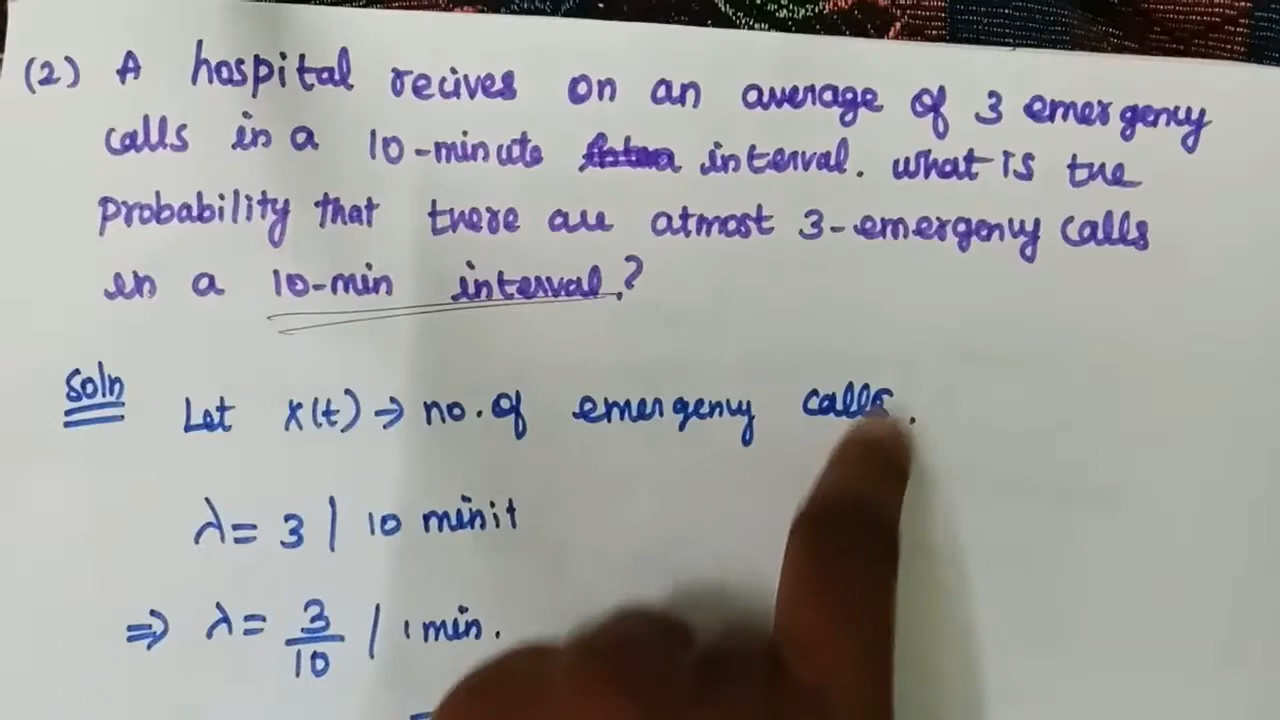 (2) A hospital recives on an average of 3 emergency
calls in a 10-minute interval. what is the
probability that there are atmost 3-emergency calls
in a 10-min interval.?
Soln
Let X(t) → no. of emergency calls.
λ = 3 | 10 minit
⇒ λ = 3/10 / 1 min.